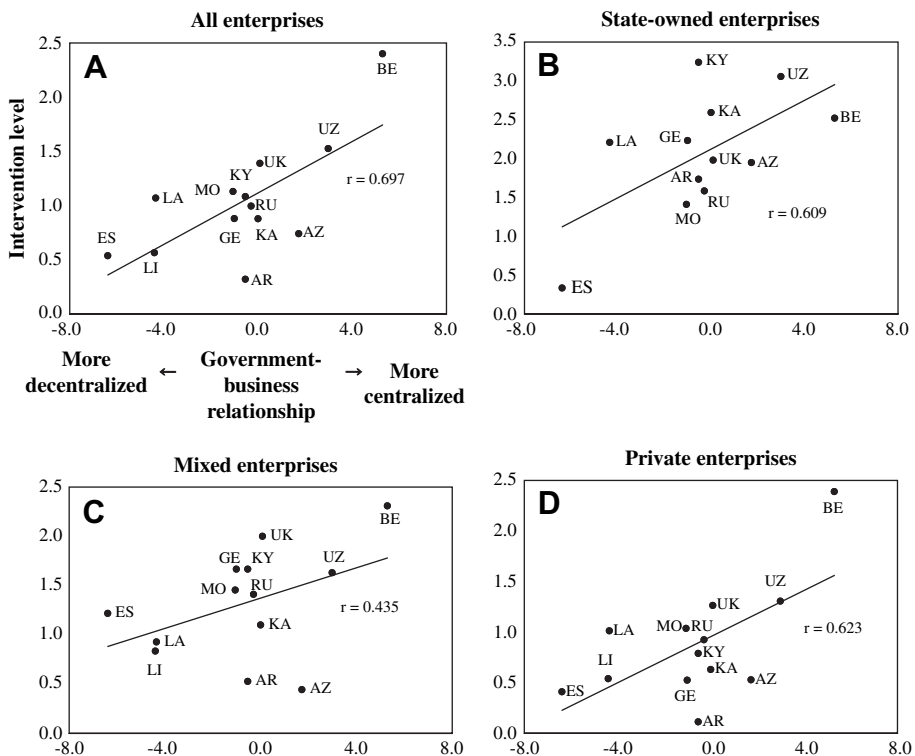 All enterprises
A
Intervention level
2.5
2.0
1.5
1.0
0.5
0.0
BE
UZ
UK
KY
MO
LA
RU
r = 0.697
ES
LI
GE
KA
AZ
AR
-8.0 -4.0 0.0 4.0 8.0
More decentralized ← Government-business relationship → More centralized
State-owned enterprises
B
3.5
3.0
2.5
2.0
1.5
1.0
0.5
0.0
KY
UZ
KA
BE
LA
GE
UK
AZ
AR
RU
MO
r = 0.609
ES
-8.0 -4.0 0.0 4.0 8.0
Mixed enterprises
C
2.5
2.0
1.5
1.0
0.5
0.0
BE
UK
GE
KY
UZ
MO
RU
r = 0.435
ES
KA
LA
LI
AR
AZ
-8.0 -4.0 0.0 4.0 8.0
Private enterprises
D
2.5
2.0
1.5
1.0
0.5
0.0
BE
UZ
UK
MO
RU
LA
r = 0.623
KY
LI
KA
AZ
ES
GE
AR
-8.0 -4.0 0.0 4.0 8.0